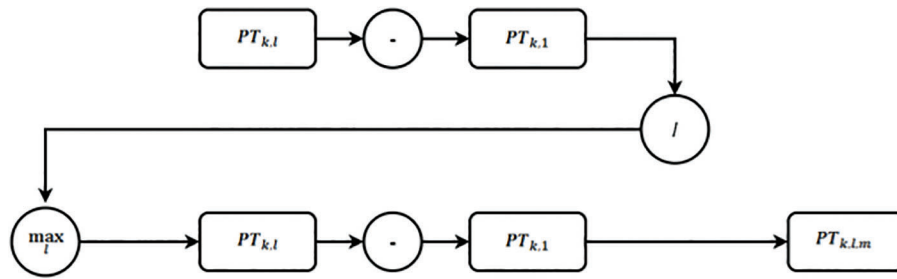 PT_{k,l} - PT_{k,1}
/
max_l PT_{k,l} - PT_{k,1} PT_{k,l,m}